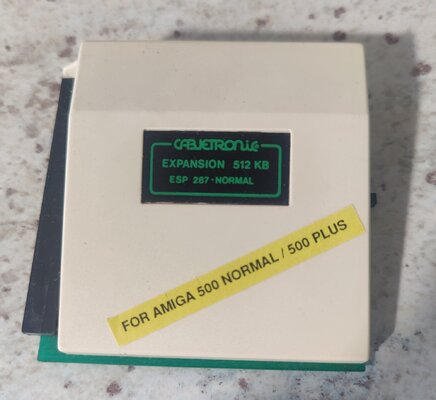 CABLETRONIC
EXPANSION 512 KB
ESP 287-NORMAL
FOR AMIGA 500 NORMAL / 500 PLUS